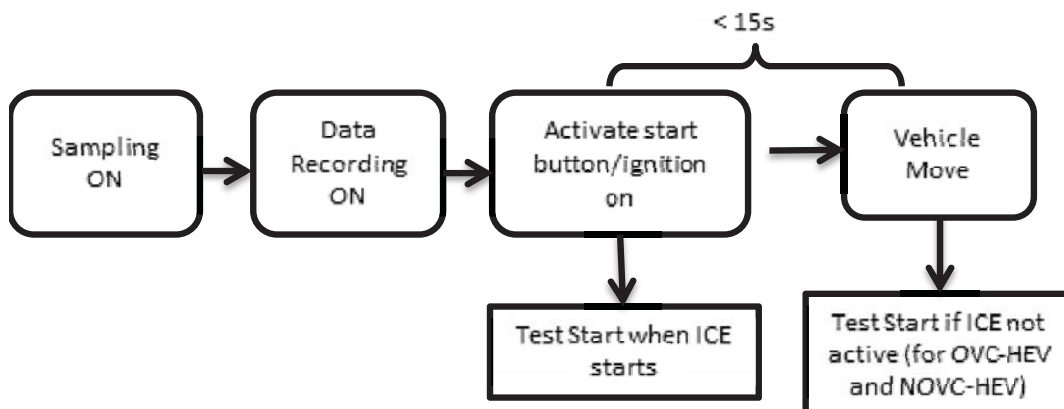 < 15s
Sampling
ON
Data
Recording
ON
Activate start
button/ignition
on
Vehicle
Move
Test Start when ICE
starts
Test Start if ICE not
active (for OVC-HEV
and NOVC-HEV)